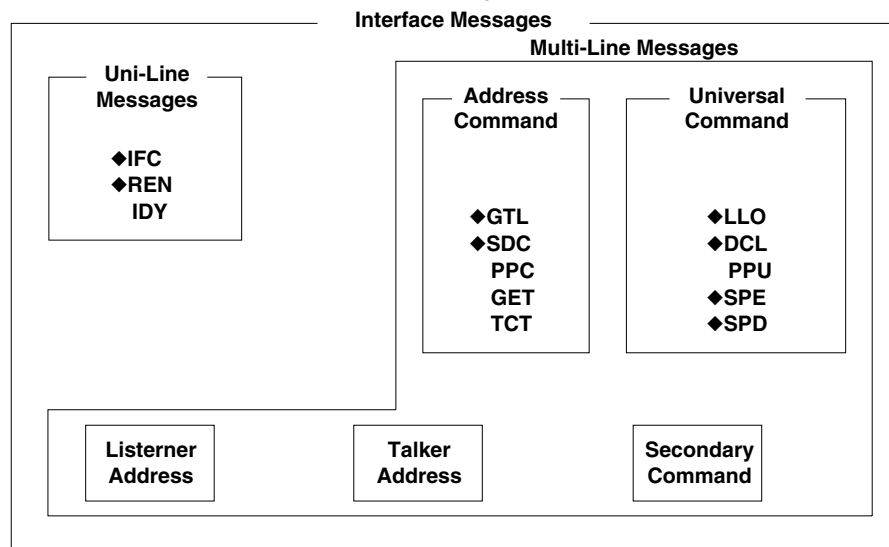 Interface Messages
Multi-Line Messages
Uni-Line
Messages
◆IFC
◆REN
IDY
Address
Command
◆GTL
◆SDC
PPC
GET
TCT
Universal
Command
◆LLO
◆DCL
PPU
◆SPE
◆SPD
Listerner
Address
Talker
Address
Secondary
Command